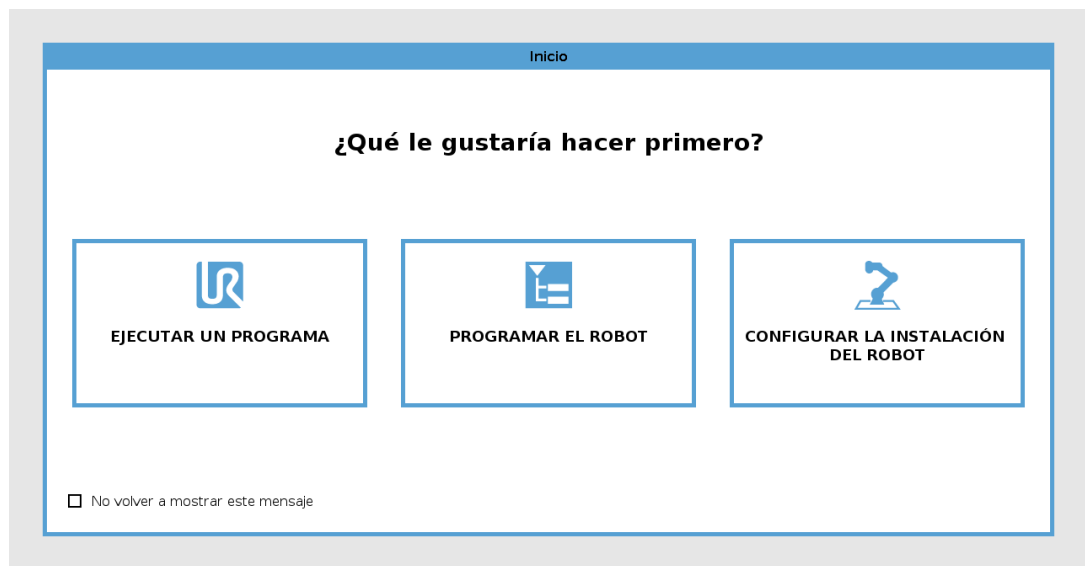 Inicio
¿Qué le gustaría hacer primero?
EJECUTAR UN PROGRAMA
PROGRAMAR EL ROBOT
CONFIGURAR LA INSTALACIÓN
DEL ROBOT
No volver a mostrar este mensaje